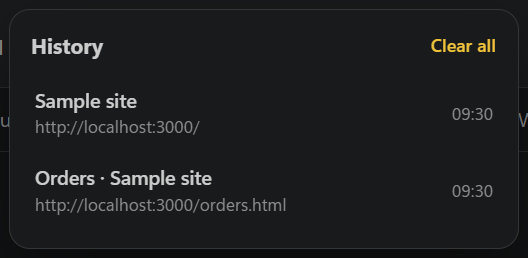 History
Clear all
Sample site
http://localhost:3000/
09:30
Orders · Sample site
http://localhost:3000/orders.html
09:30